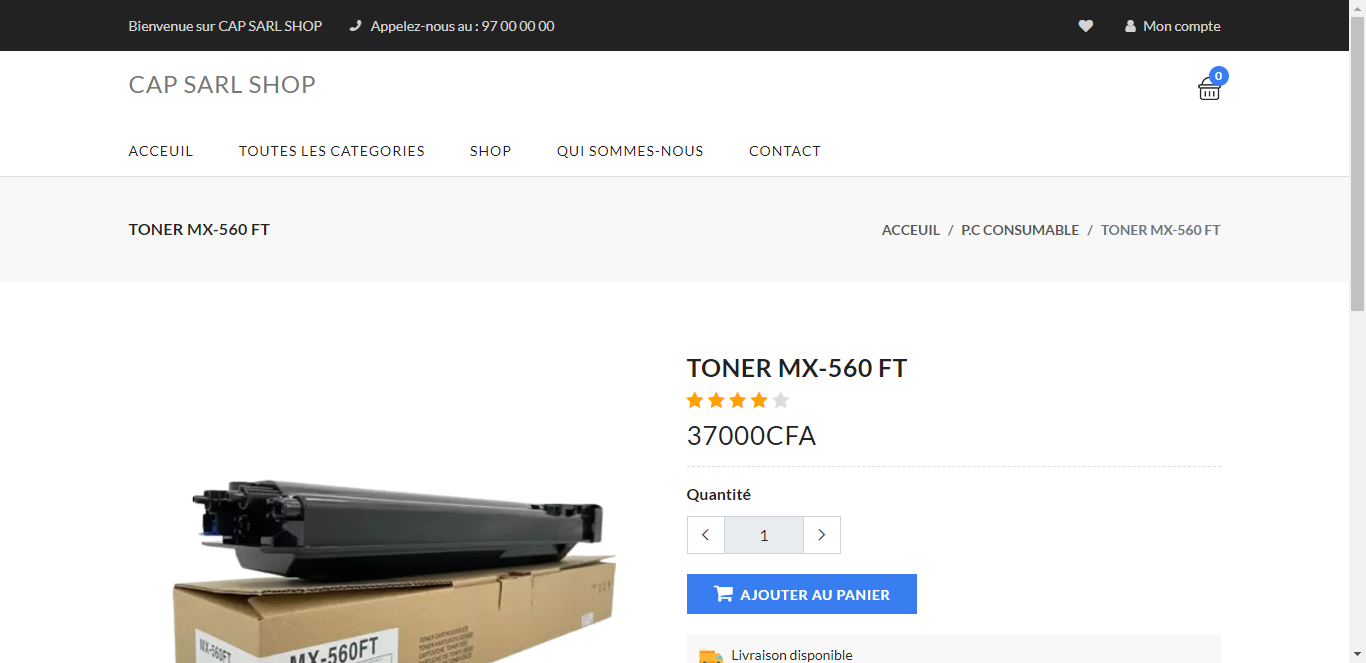 Bienvenue sur CAP SARL SHOP
Appelez-nous au : 97 00 00 00
Mon compte
CAP SARL SHOP
0
ACCEUIL
TOUTES LES CATEGORIES
SHOP
QUI SOMMES-NOUS
CONTACT
TONER MX-560 FT
ACCEUIL / P.C CONSUMABLE / TONER MX-560 FT
TONER MX-560 FT
37000CFA
Quantité
1
AJOUTER AU PANIER
Livraison disponible
MX-560FT
MX-560FT